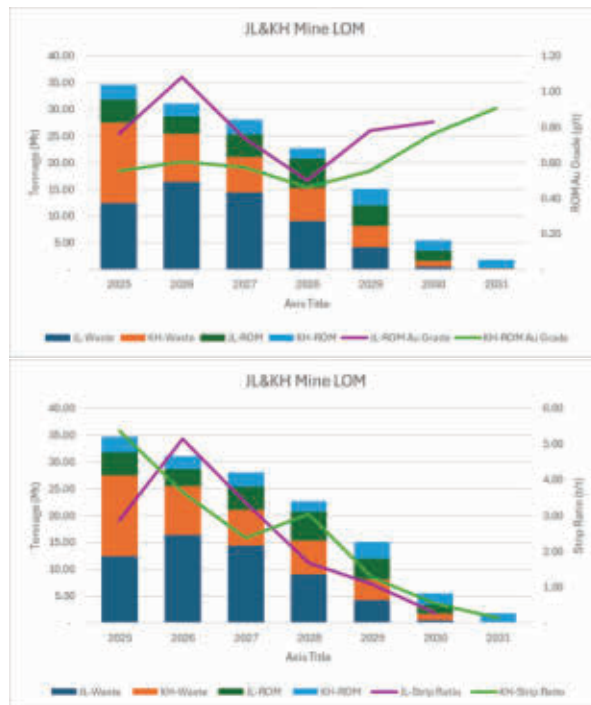 JL&KH Mine LOM
40.00
35.00
30.00
25.00
20.00
15.00
10.00
5.00
-
1.20
1.00
0.80
0.60
0.40
0.20
-
Tonnage (Mt)
ROM Au Grade (g/t)
2025 2026 2027 2028 2029 2030 2031
Axis Title
JL-Waste KH-Waste JL-ROM KH-ROM JL-ROM Au Grade KH-ROM Au Grade
JL&KH Mine LOM
40.00
35.00
30.00
25.00
20.00
15.00
10.00
5.00
-
6.00
5.00
4.00
3.00
2.00
1.00
-
Tonnage (Mt)
Strip Ratio (t/t)
2025 2026 2027 2028 2029 2030 2031
Axis Title
JL-Waste KH-Waste JL-ROM KH-ROM JL-Strip Ratio KH-Strip Ratio